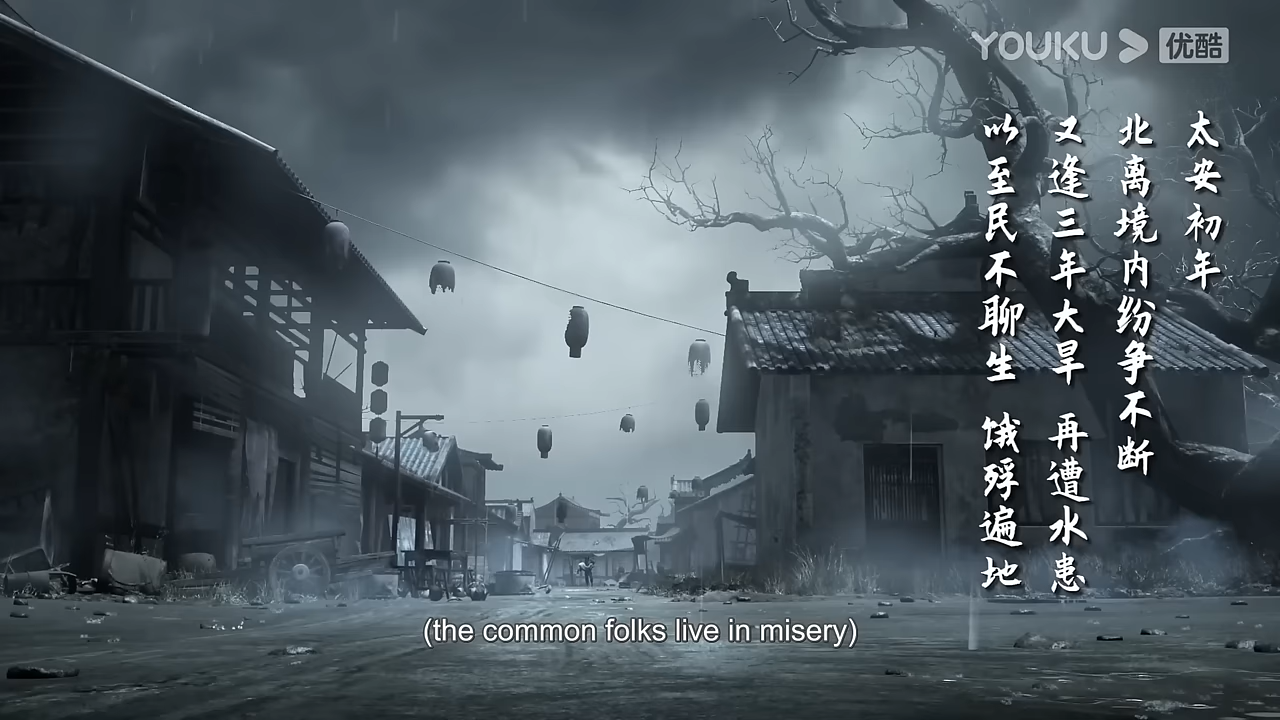 YOUKU 优酷
太安初年
北离境内纷争不断
又逢三年大旱 再遭水患
以至民不聊生 饿殍遍地
(the common folks live in misery)